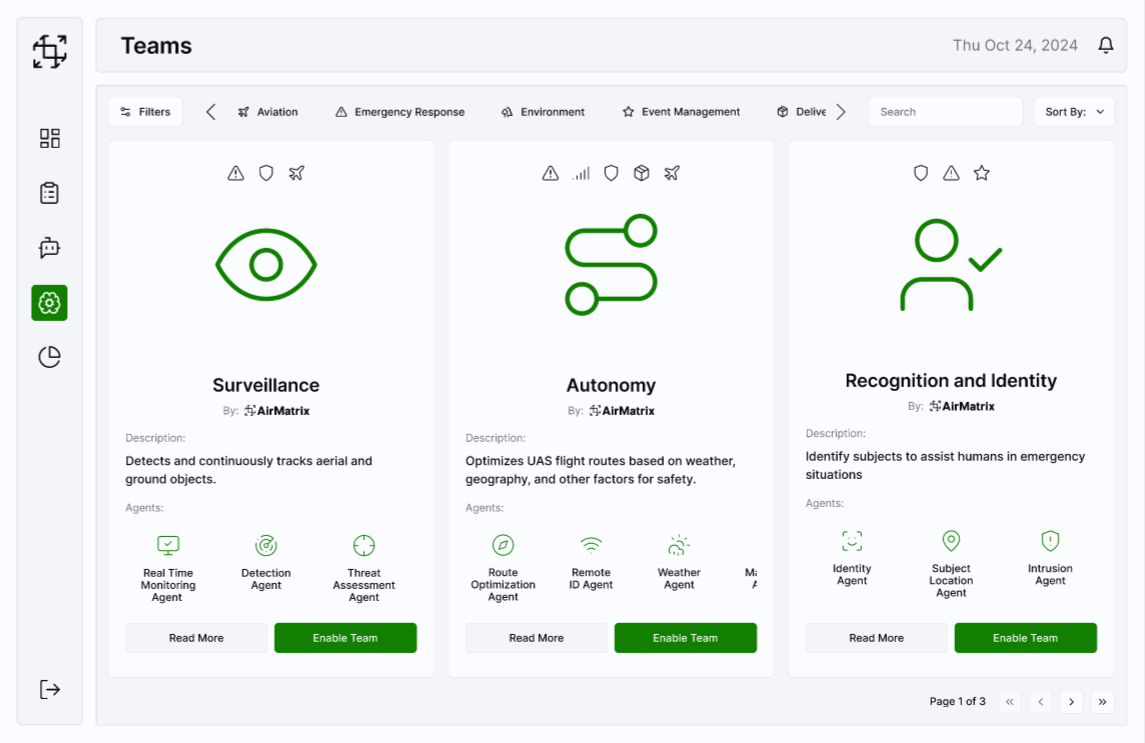 Teams
Thu Oct 24, 2024
Filters
Aviation
Emergency Response
Environment
Event Management
Delive
Search
Sort By:
Surveillance
By: AirMatrix
Description:
Detects and continuously tracks aerial and
ground objects.
Agents:
Real Time
Monitoring
Agent
Detection
Agent
Threat
Assessment
Agent
Read More
Enable Team
Autonomy
By: AirMatrix
Description:
Optimizes UAS flight routes based on weather,
geography, and other factors for safety.
Agents:
Route
Optimization
Agent
Remote
ID Agent
Weather
Agent
Read More
Enable Team
Recognition and Identity
By: AirMatrix
Description:
Identify subjects to assist humans in emergency
situations
Agents:
Identity
Agent
Subject
Location
Agent
Intrusion
Agent
Read More
Enable Team
Page 1 of 3